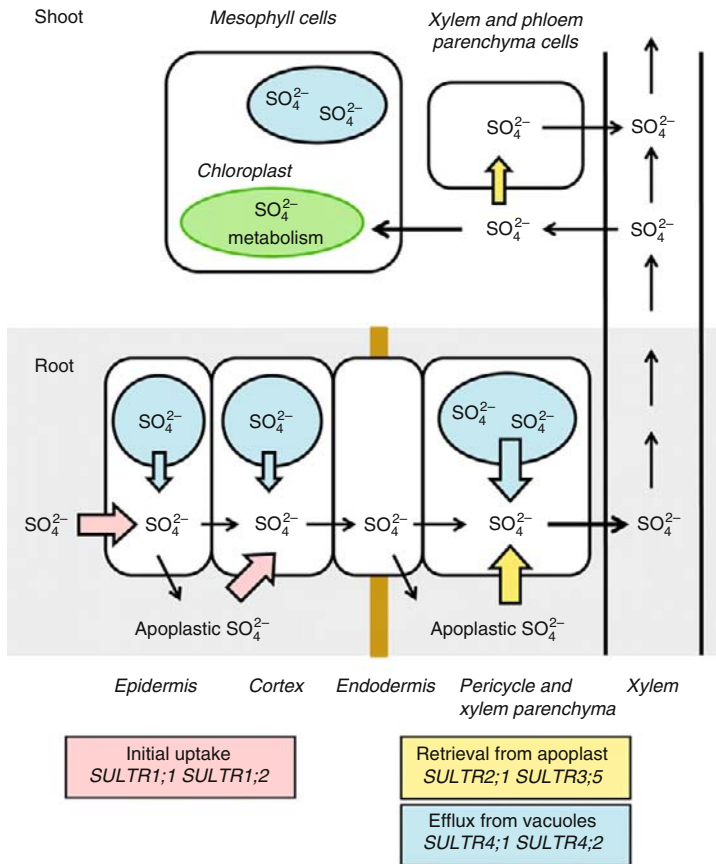 Shoot
Mesophyll cells
Xylem and phloem
parenchyma cells
SO₄²⁻
SO₄²⁻
SO₄²⁻
SO₄²⁻
Chloroplast
SO₄²⁻
metabolism
SO₄²⁻
SO₄²⁻
Root
SO₄²⁻
SO₄²⁻
SO₄²⁻
SO₄²⁻
SO₄²⁻
SO₄²⁻
SO₄²⁻
SO₄²⁻
SO₄²⁻
SO₄²⁻
Apoplastic SO₄²⁻
Apoplastic SO₄²⁻
Epidermis
Cortex
Endodermis
Pericycle and
xylem parenchyma
Xylem
Initial uptake
SULTR1;1 SULTR1;2
Retrieval from apoplast
SULTR2;1 SULTR3;5
Efflux from vacuoles
SULTR4;1 SULTR4;2